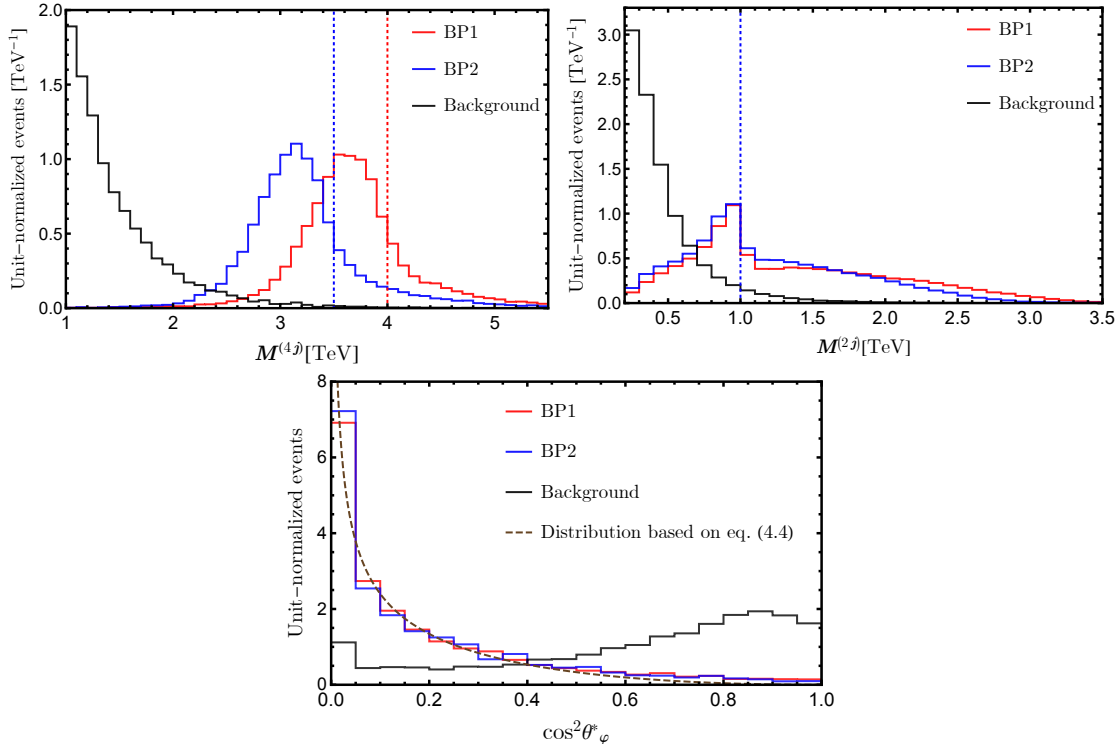 Unit−normalized events [TeV⁻¹]
2.0
1.5
1.0
0.5
0.0
BP1
BP2
Background
1 2 3 4 5
M^(4j)[TeV]
Unit−normalized events [TeV⁻¹]
3.0
2.5
2.0
1.5
1.0
0.5
0.0
BP1
BP2
Background
0.5 1.0 1.5 2.0 2.5 3.0 3.5
M^(2j)[TeV]
Unit−normalized events
8
6
4
2
0
BP1
BP2
Background
Distribution based on eq. (4.4)
0.0 0.2 0.4 0.6 0.8 1.0
cos²θ*φ